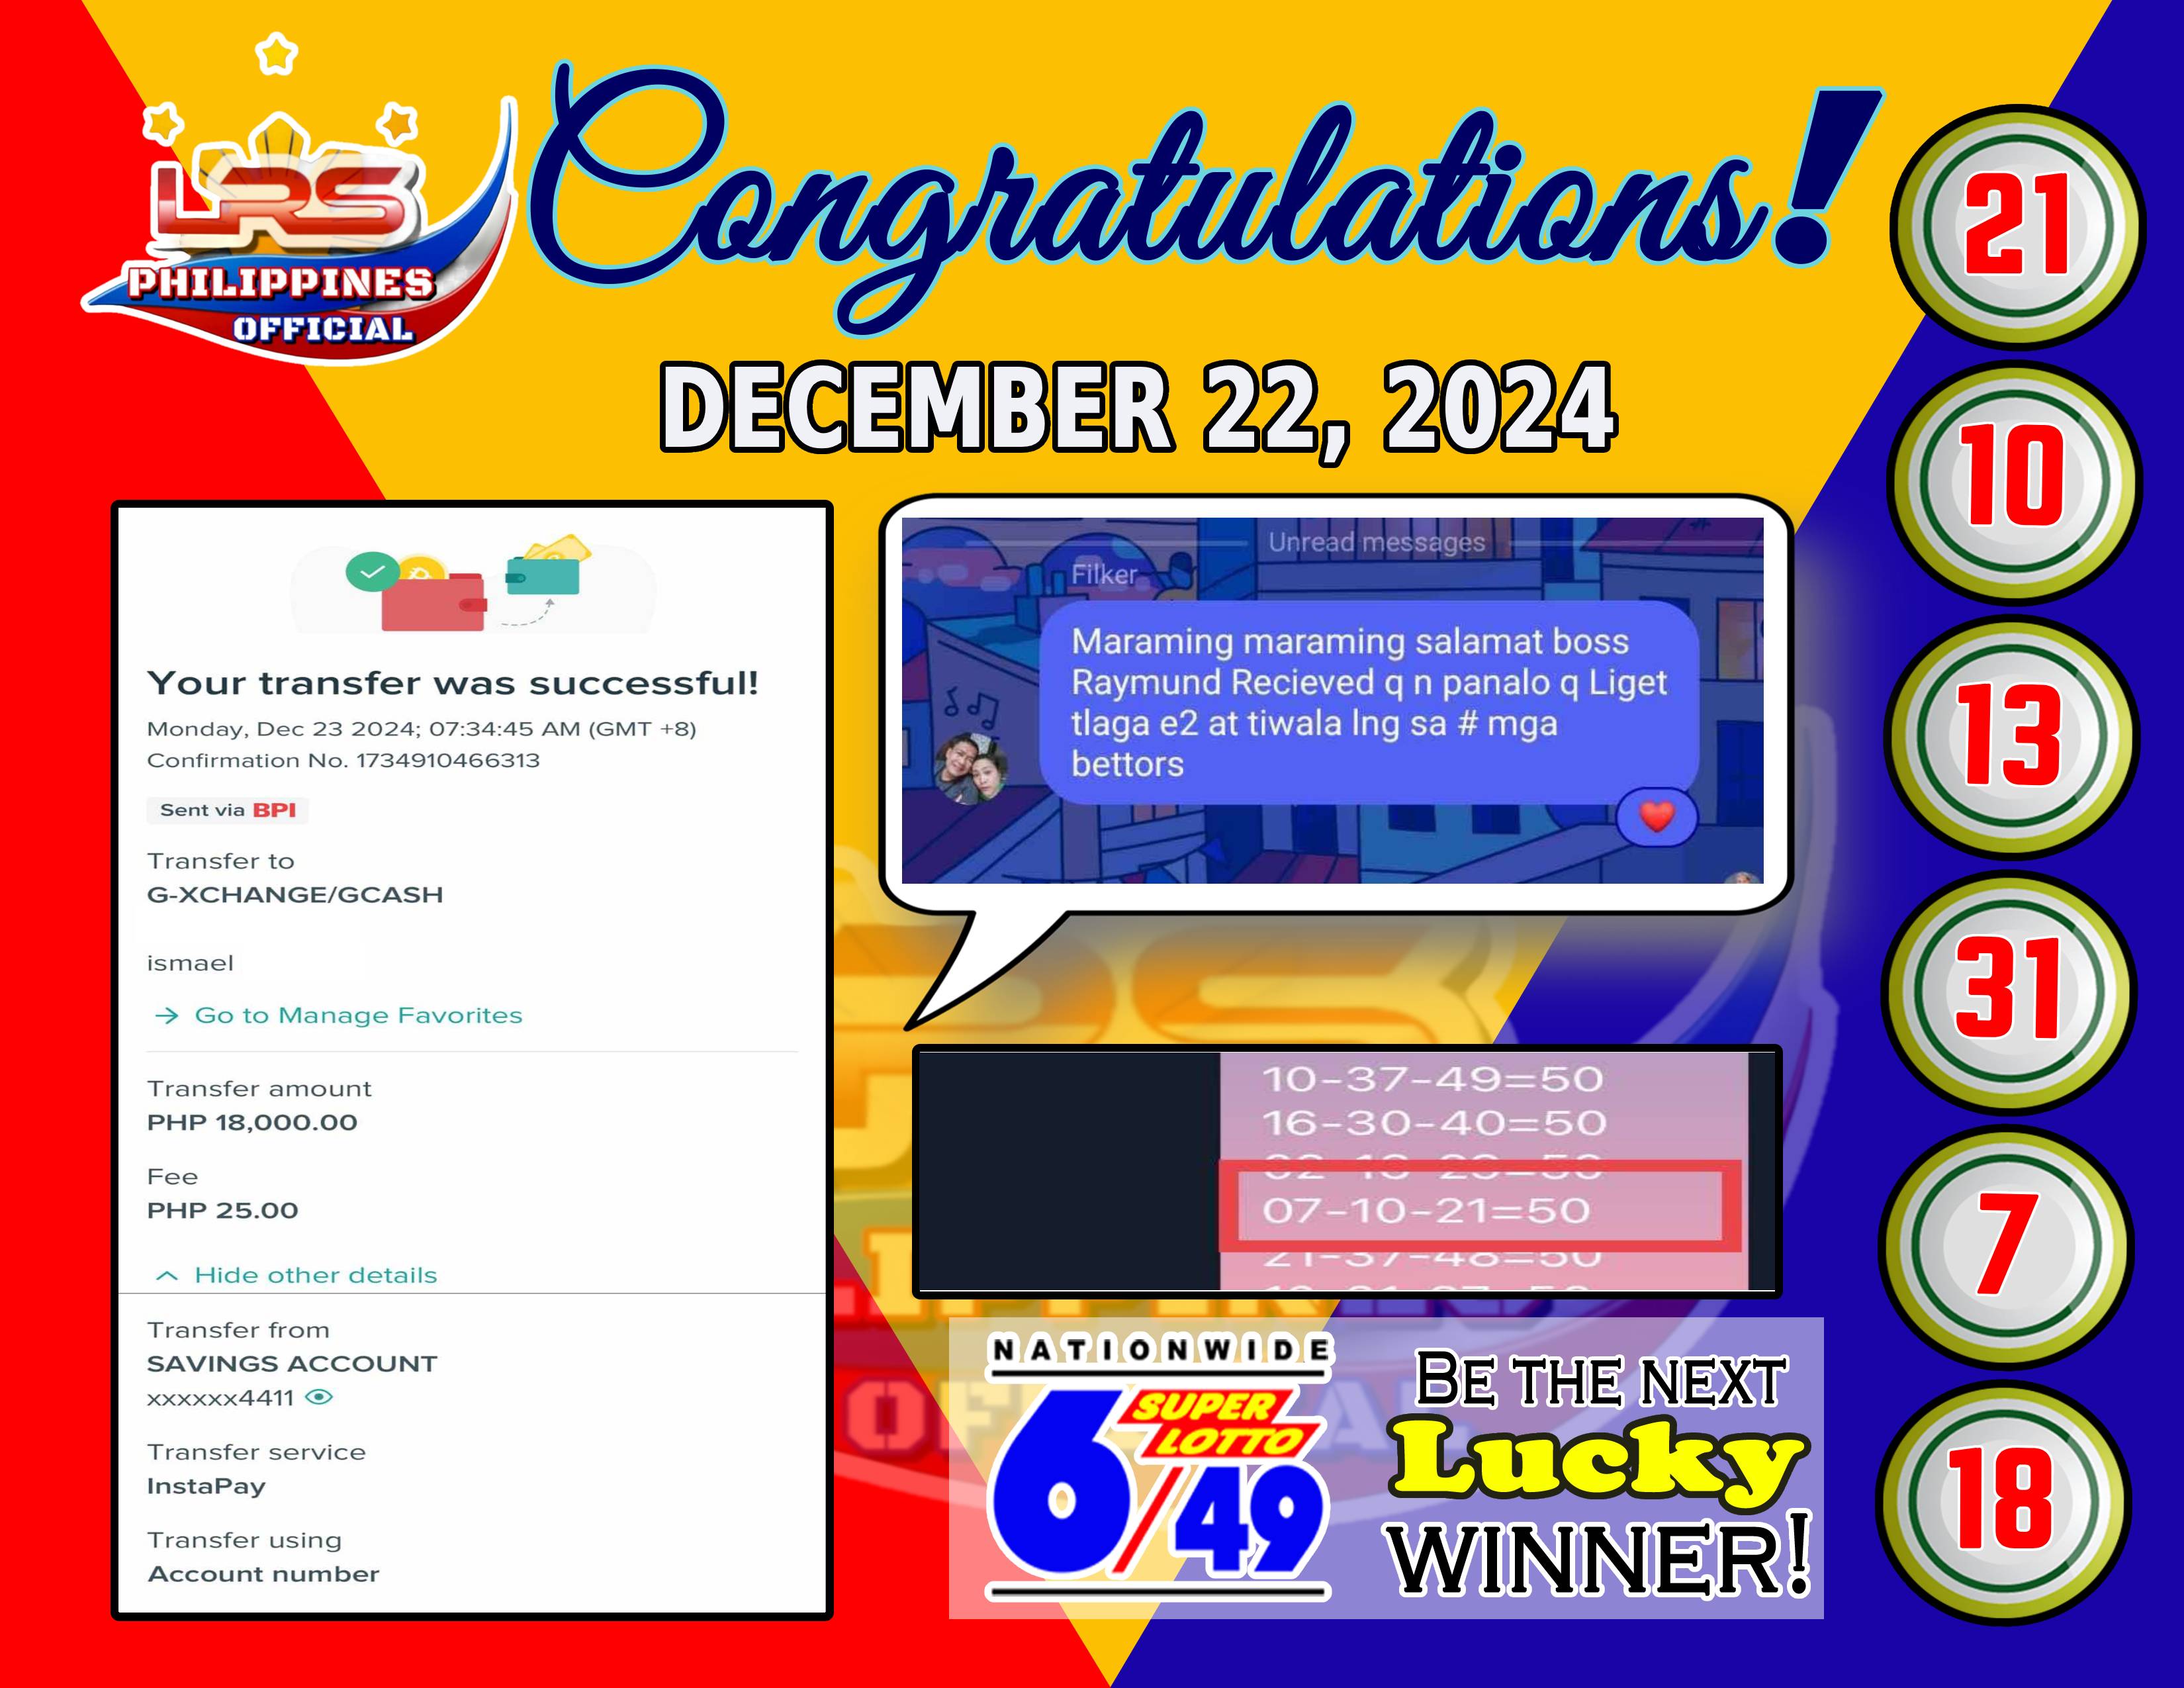 LRS
PHILIPPINES
OFFICIAL
Congratulations!
DECEMBER 22, 2024
Your transfer was successful!
Monday, Dec 23 2024; 07:34:45 AM (GMT +8)
Confirmation No. 1734910466313
Sent via BPI
Transfer to
G-XCHANGE/GCASH
ismael
→ Go to Manage Favorites
Transfer amount
PHP 18,000.00
Fee
PHP 25.00
Hide other details
Transfer from
SAVINGS ACCOUNT
xxxxxx4411
Transfer service
InstaPay
Transfer using
Account number
Unread messages
Filker
Maraming maraming salamat boss
Raymund Recieved q n panalo q Liget
tlaga e2 at tiwala lng sa # mga
bettors
10-37-49=50
16-30-40=50
07-10-21=50
21-37-48=50
NATIONWIDE
SUPER
LOTTO
6/49
BE THE NEXT
Lucky
WINNER!
21
10
13
31
7
18